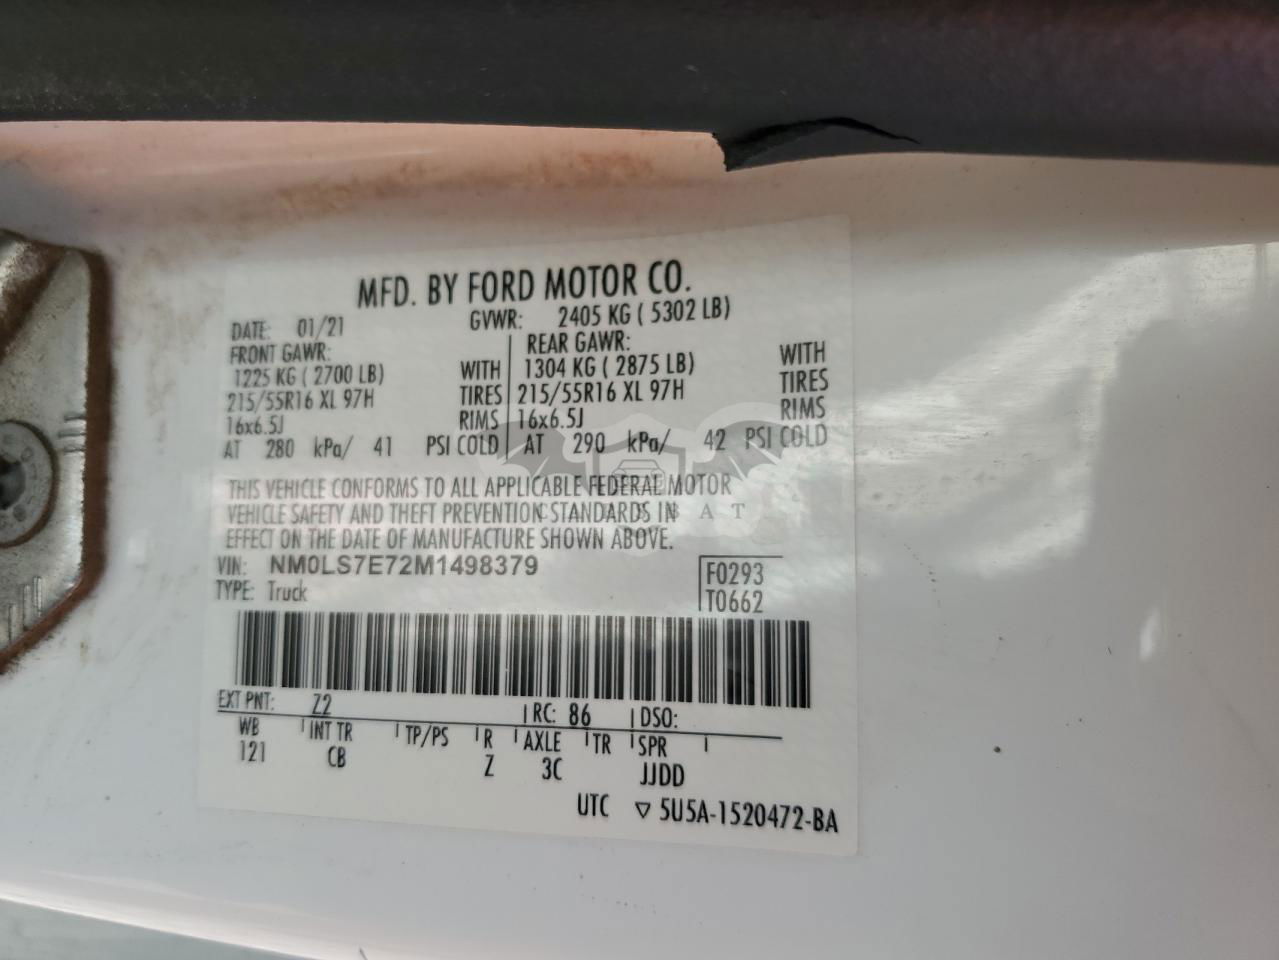 MFD. BY FORD MOTOR CO.
DATE: 01/21 GVWR: 2405 KG ( 5302 LB)
FRONT GAWR: REAR GAWR:
1225 KG ( 2700 LB) WITH 1304 KG ( 2875 LB) WITH
215/55R16 XL 97H TIRES 215/55R16 XL 97H TIRES
16x6.5J RIMS 16x6.5J RIMS
AT 280 kPa/ 41 PSI COLD AT 290 kPa/ 42 PSI COLD
THIS VEHICLE CONFORMS TO ALL APPLICABLE FEDERAL MOTOR
VEHICLE SAFETY AND THEFT PREVENTION STANDARDS IN
EFFECT ON THE DATE OF MANUFACTURE SHOWN ABOVE.
VIN: NM0LS7E72M1498379 F0293
TYPE: Truck T0662
EXT PNT: Z2 RC: 86 DSO:
WB INT TR TP/PS R AXLE TR SPR
121 CB Z 3C JJDD
UTC ▽ 5U5A-1520472-BA